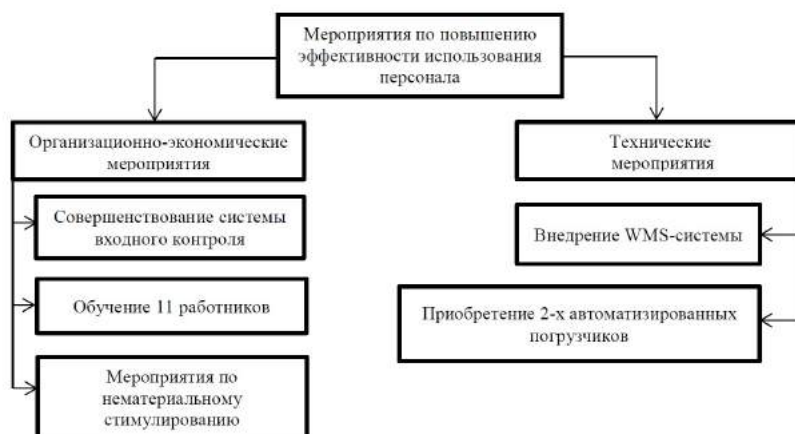 Мероприятия по повышению
эффективности использования
персонала
Организационно-экономические
мероприятия
Совершенствование системы
входного контроля
Обучение 11 работников
Мероприятия по
нематериальному
стимулированию
Технические
мероприятия
Внедрение WMS-системы
Приобретение 2-х автоматизированных
погрузчиков